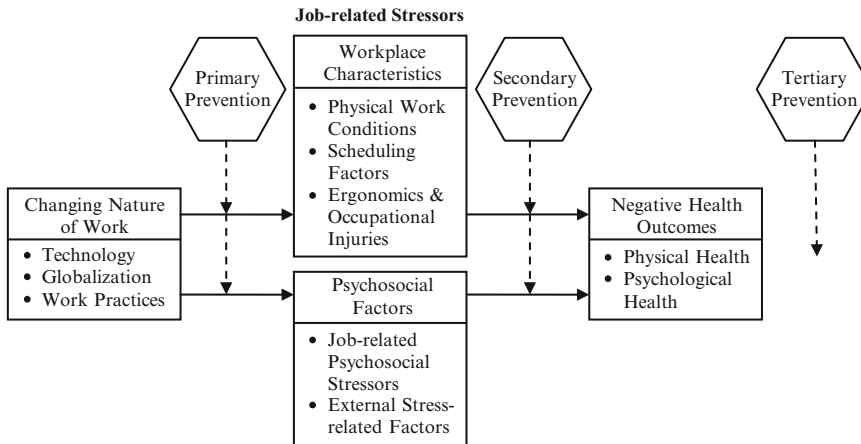 Job-related Stressors
Primary
Prevention
Workplace
Characteristics
• Physical Work
Conditions
• Scheduling
Factors
• Ergonomics &
Occupational
Injuries
Secondary
Prevention
Tertiary
Prevention
Changing Nature
of Work
• Technology
• Globalization
• Work Practices
Psychosocial
Factors
• Job-related
Psychosocial
Stressors
• External Stress-
related Factors
Negative Health
Outcomes
• Physical Health
• Psychological
Health